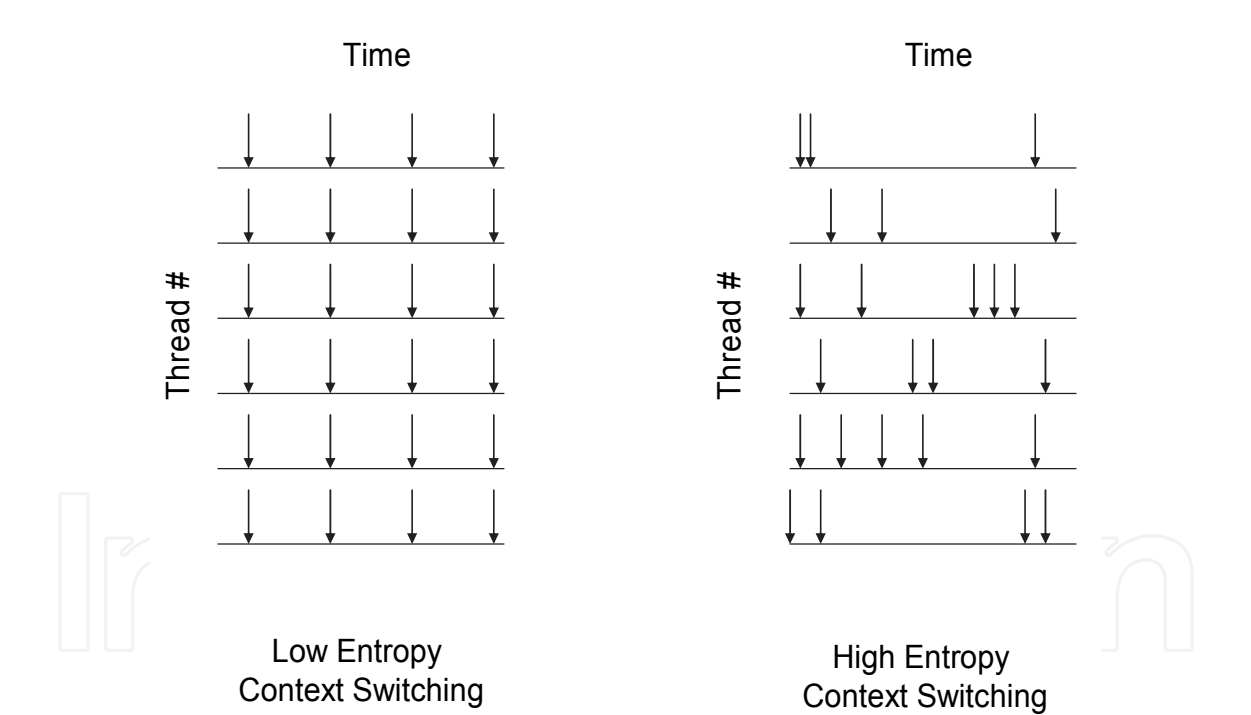 Time
Thread #
Low Entropy
Context Switching
Time
Thread #
High Entropy
Context Switching